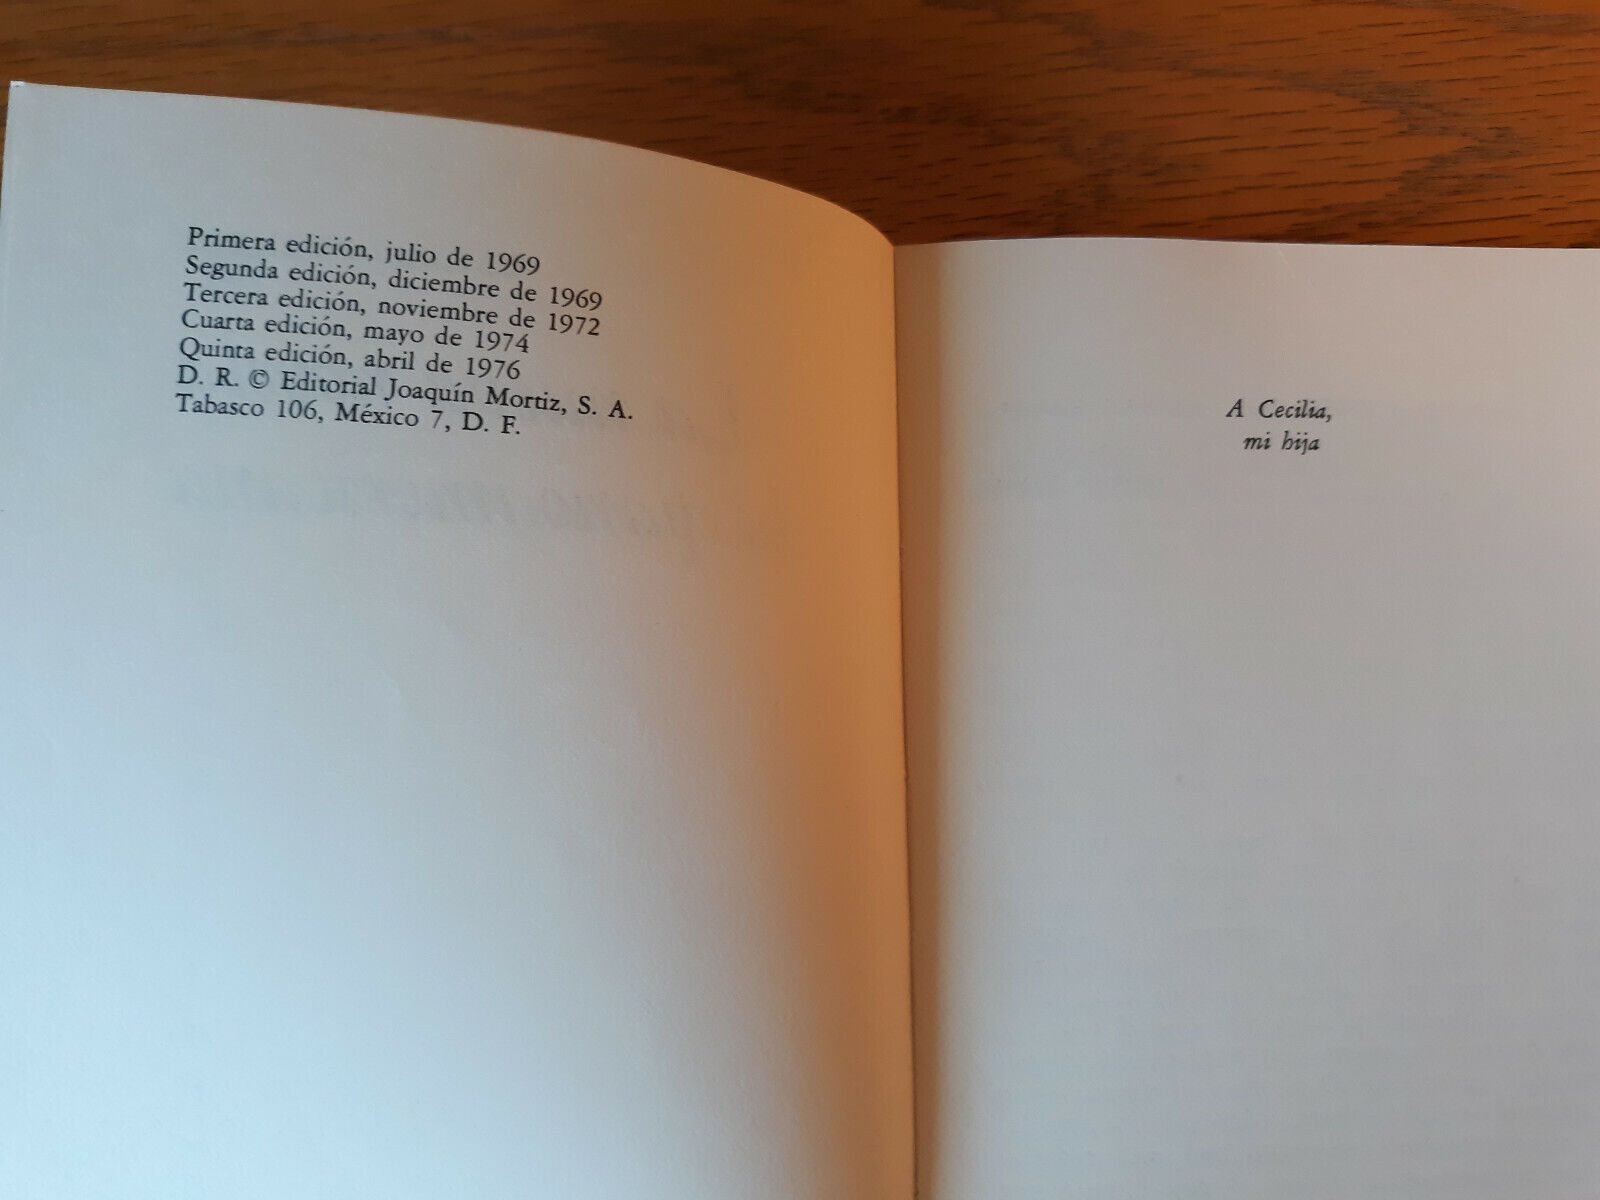 Primera edición, julio de 1969
Segunda edición, diciembre de 1969
Tercera edición, noviembre de 1972
Cuarta edición, mayo de 1974
Quinta edición, abril de 1976
D. R. © Editorial Joaquín Mortiz, S. A.
Tabasco 106, México 7, D. F.
A Cecilia,
mi hija